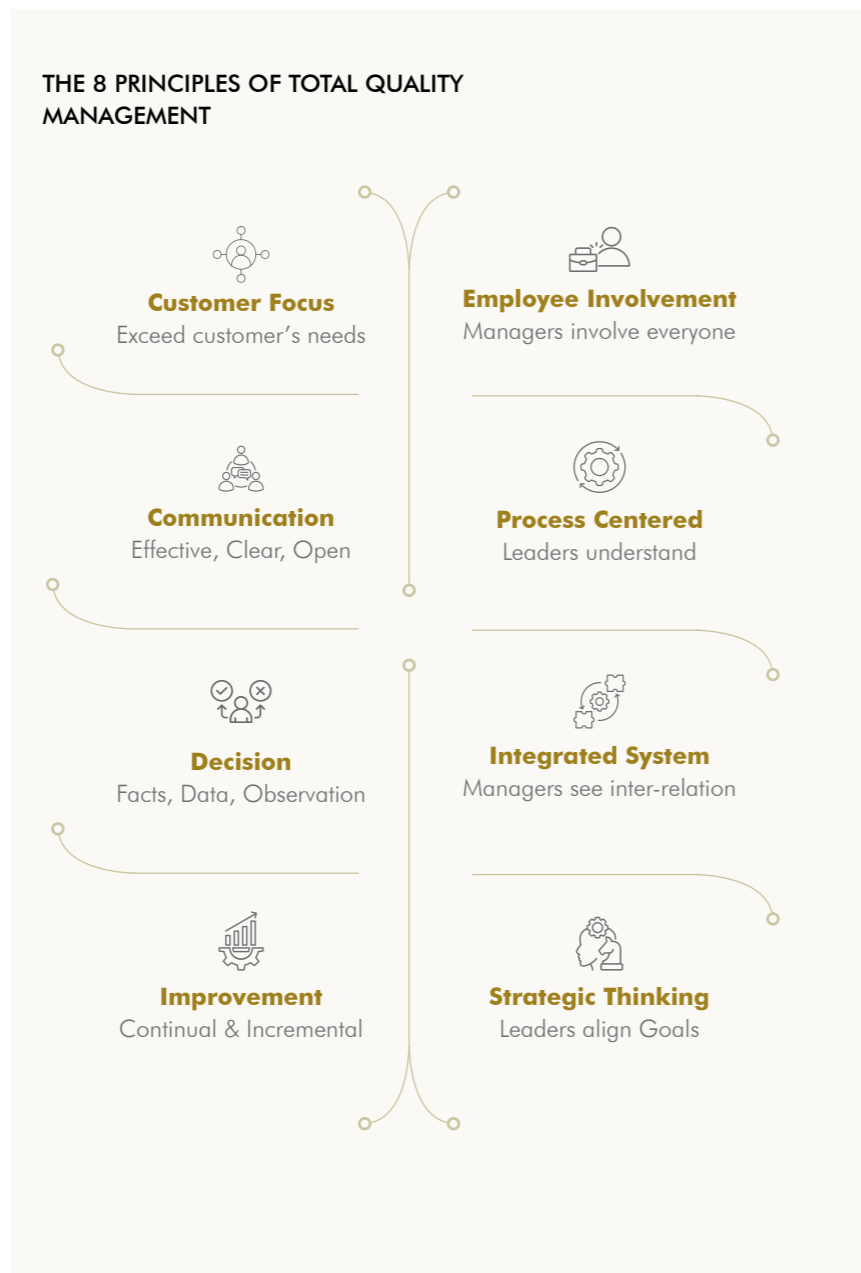 THE 8 PRINCIPLES OF TOTAL QUALITY
MANAGEMENT
Customer Focus
Exceed customer's needs
Employee Involvement
Managers involve everyone
Communication
Effective, Clear, Open
Process Centered
Leaders understand
Decision
Facts, Data, Observation
Integrated System
Managers see inter-relation
Improvement
Continual & Incremental
Strategic Thinking
Leaders align Goals